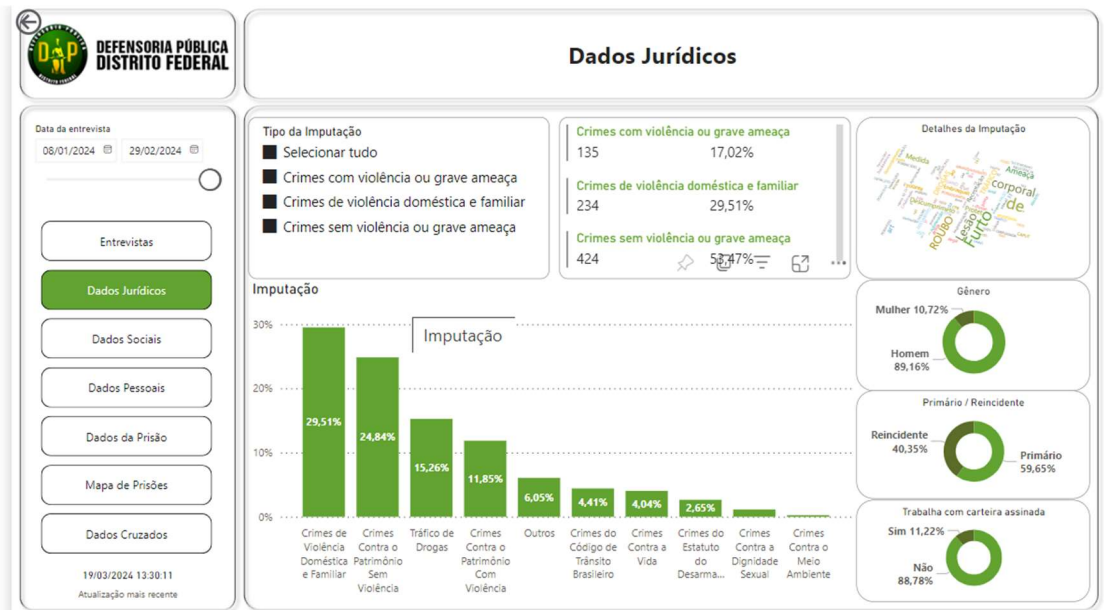 DEFENSORIA PÚBLICA
DISTRITO FEDERAL
Dados Jurídicos
Data da entrevista
08/01/2024 29/02/2024
Entrevistas
Dados Jurídicos
Dados Sociais
Dados Pessoais
Dados da Prisão
Mapa de Prisões
Dados Cruzados
19/03/2024 13:30:11
Atualização mais recente
Tipo da Imputação
Selecionar tudo
Crimes com violência ou grave ameaça
Crimes de violência doméstica e familiar
Crimes sem violência ou grave ameaça
Crimes com violência ou grave ameaça
135 17,02%
Crimes de violência doméstica e familiar
234 29,51%
Crimes sem violência ou grave ameaça
424 53,47%
Detalhes da Imputação
Medida
Ameaça
corporal
de
Descumprimento
Lesão
ROUBO
Furto
Imputação
Imputação
30%
20%
10%
0%
29,51%
24,84%
15,26%
11,85%
6,05%
4,41%
4,04%
2,65%
Crimes de
Violência
Doméstica
e Familiar
Crimes
Contra o
Patrimônio
Sem
Violência
Tráfico de
Drogas
Crimes
Contra o
Patrimônio
Com
Violência
Outros
Crimes do
Código de
Trânsito
Brasileiro
Crimes
Contra a
Vida
Crimes do
Estatuto
do
Desarma...
Crimes
Contra a
Dignidade
Sexual
Crimes
Contra o
Meio
Ambiente
Gênero
Mulher 10,72%
Homem
89,16%
Primário / Reincidente
Reincidente
40,35%
Primário
59,65%
Trabalha com carteira assinada
Sim 11,22%
Não
88,78%